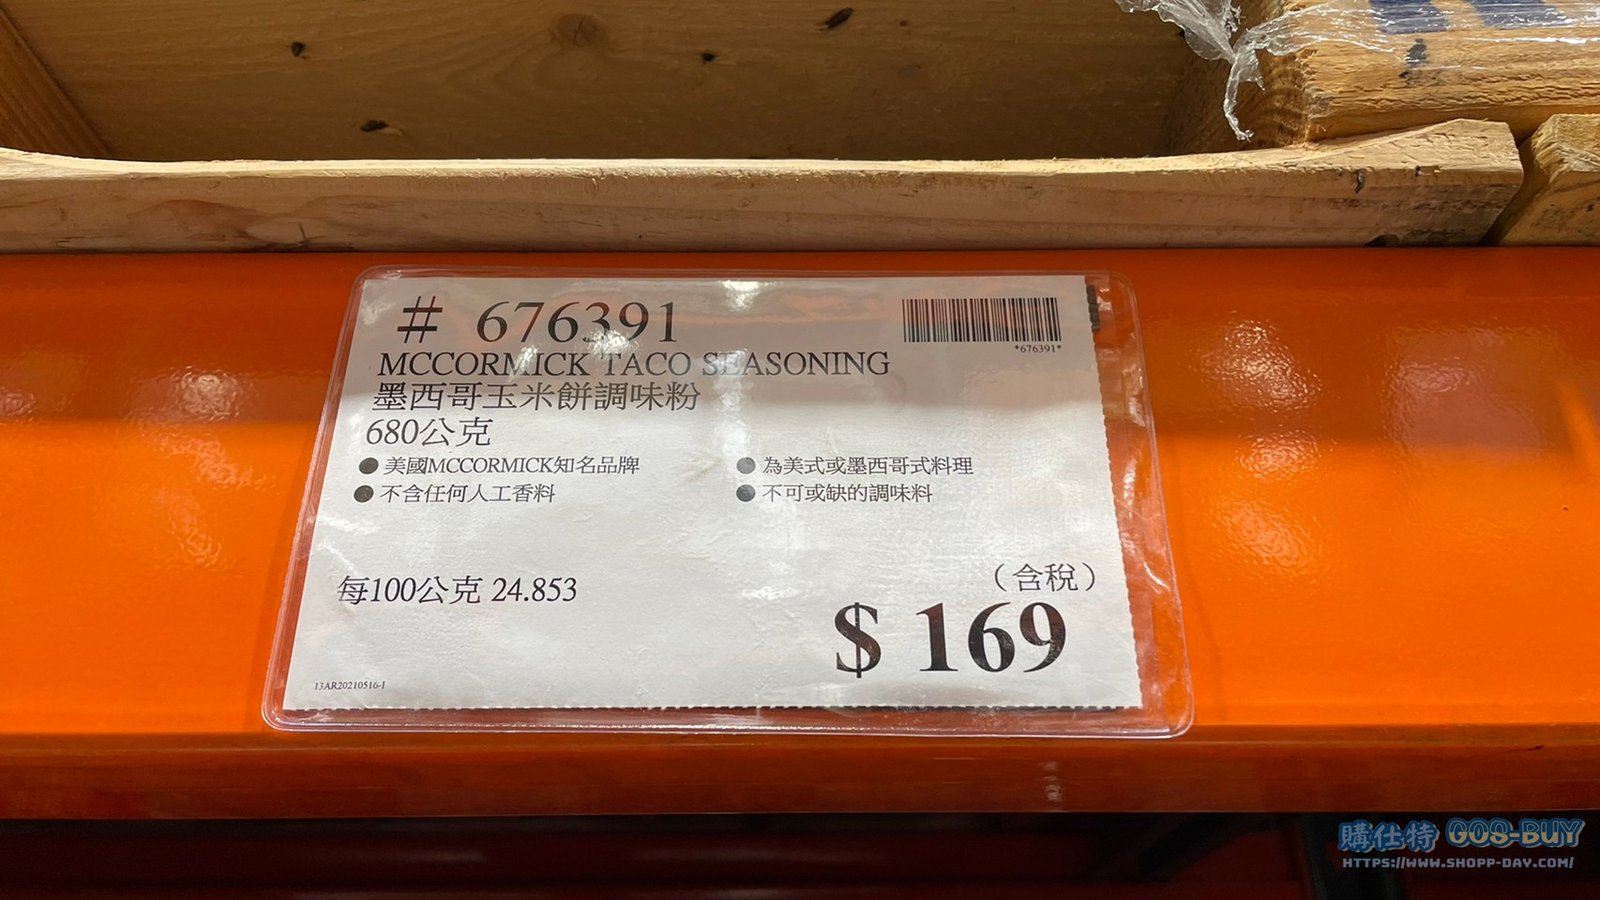 # 676391
*676391*
MCCORMICK TACO SEASONING
墨西哥玉米餅調味粉
680公克
● 美國MCCORMICK知名品牌
● 為美式或墨西哥式料理
● 不含任何人工香料
● 不可或缺的調味料
每100公克 24.853
（含稅）
$ 169
13AR20210516-1
購仕特 GOS-BUY
HTTPS://WWW.SHOPP-DAY.COM/